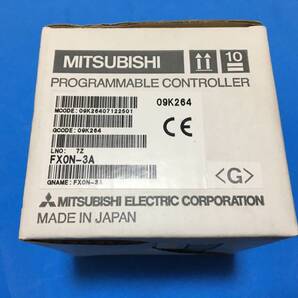 MITSUBISHI
10
PROGRAMMABLE CONTROLLER
09K264
MCODE: 09K26407122501
GCODE: 09K264
CE
LNO: 7Z
FX0N-3A
GNAME: FX0N-3A
<G>
MITSUBISHI ELECTRIC CORPORATION
MADE IN JAPAN